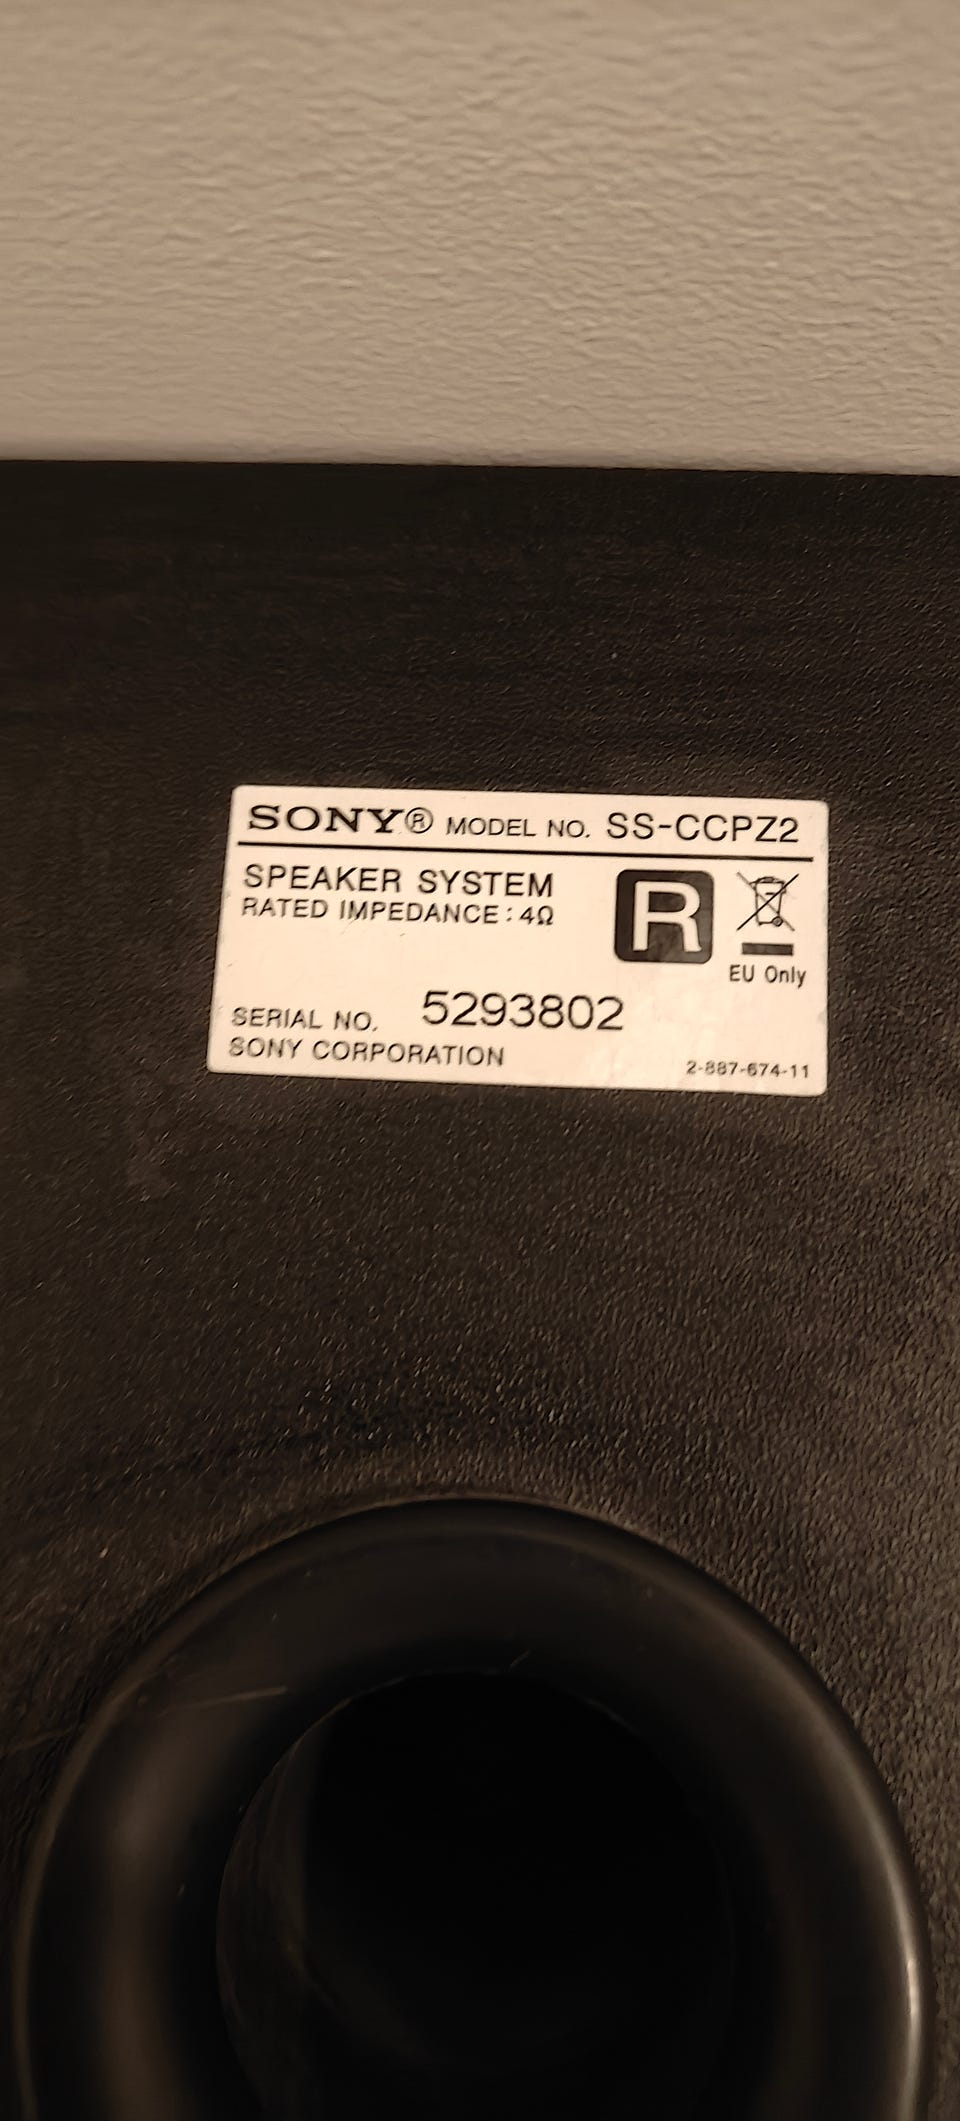 SONY® MODEL NO. SS-CCPZ2
SPEAKER SYSTEM
RATED IMPEDANCE : 4Ω
R
EU Only
SERIAL NO. 5293802
SONY CORPORATION
2-887-674-11